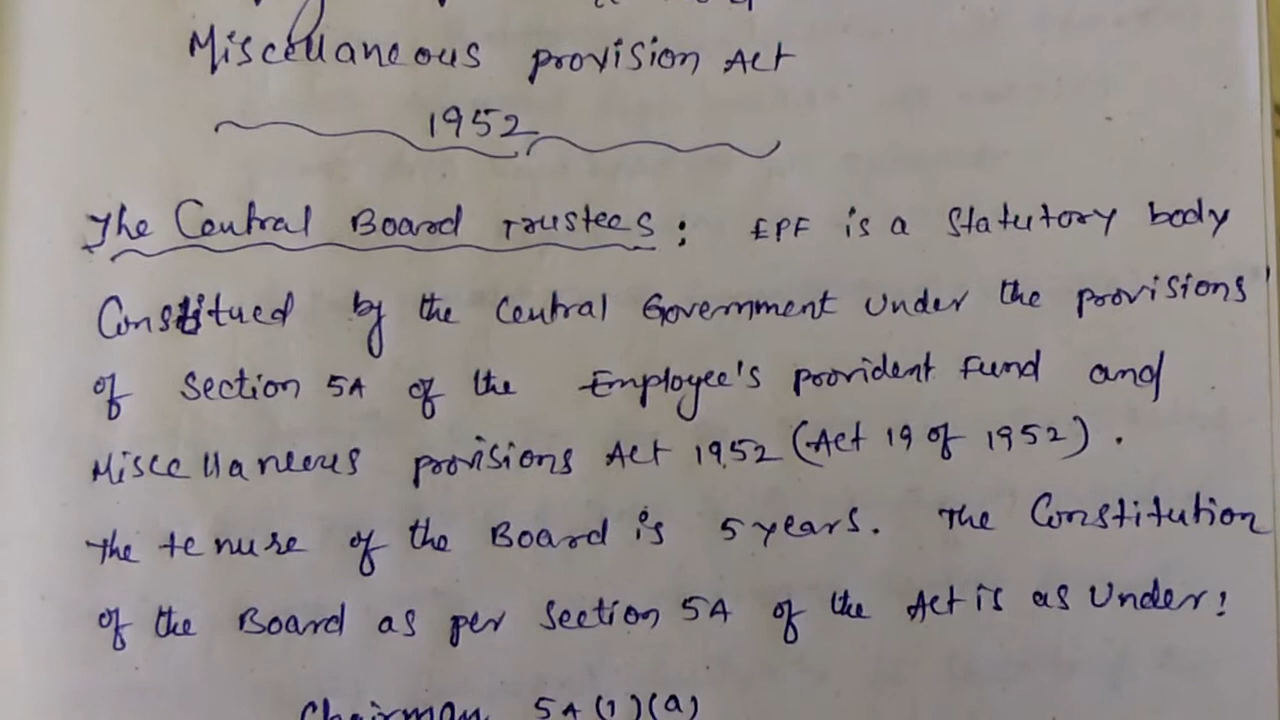 Miscellaneous provision Act
1952
The Central Board Trustees : EPF is a Statutory body
Constitued by the Central Government under the provisions
of Section 5A of the Employee's provident Fund and
Miscellaneous provisions Act 1952 (Act 19 of 1952) .
The tenure of the Board is 5 years. The Constitution
of the Board as per Section 5A of the Act is as Under:
Chairman 5A (1)(a)